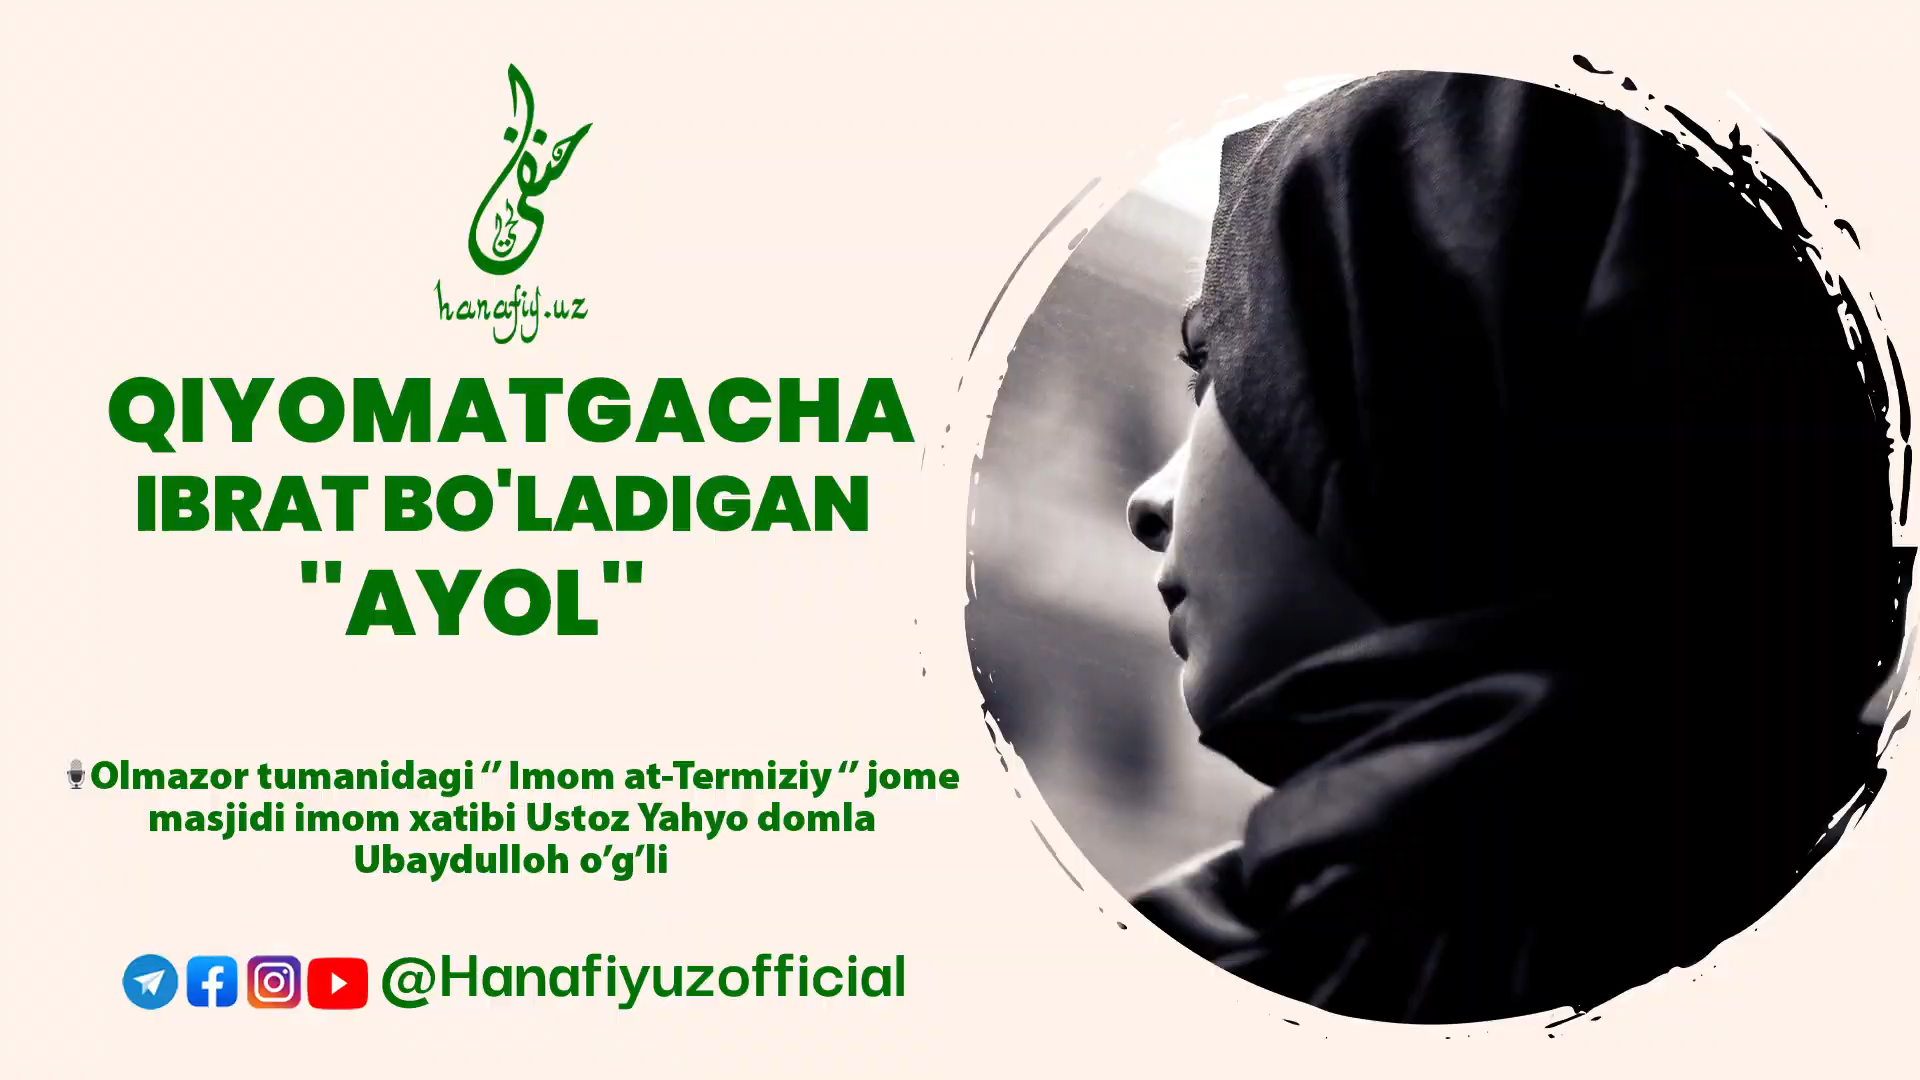 حنفي
hanafiy.uz
QIYOMATGACHA
IBRAT BO'LADIGAN
"AYOL"
Olmazor tumanidagi “ Imom at-Termiziy “ jome
masjidi imom xatibi Ustoz Yahyo domla
Ubaydulloh o’g’li
@Hanafiyuzofficial